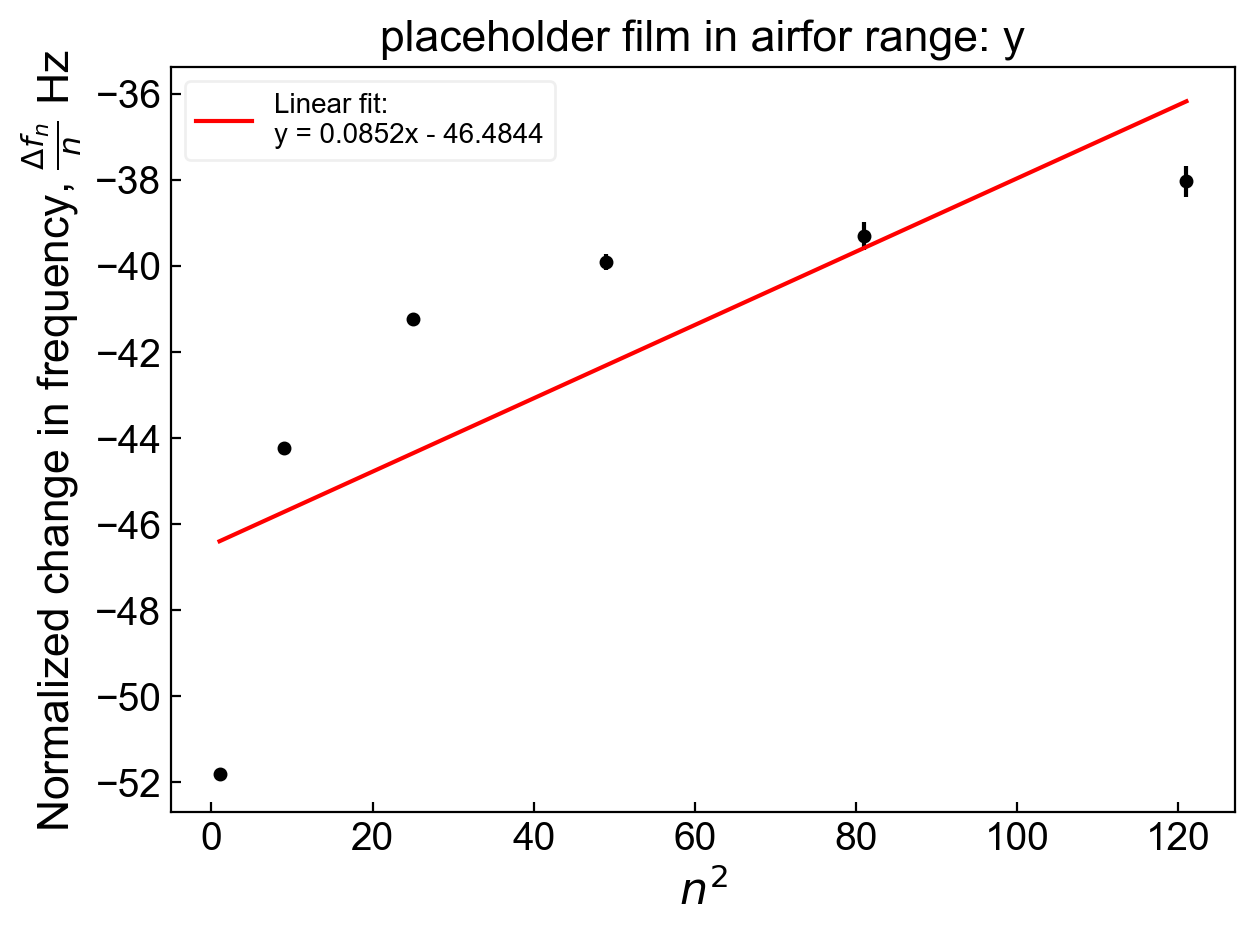 placeholder film in airfor range: y
Linear fit:
y = 0.0852x - 46.4844
Normalized change in frequency, Δfₙ/n Hz
−36
−38
−40
−42
−44
−46
−48
−50
−52
0 20 40 60 80 100 120
n²